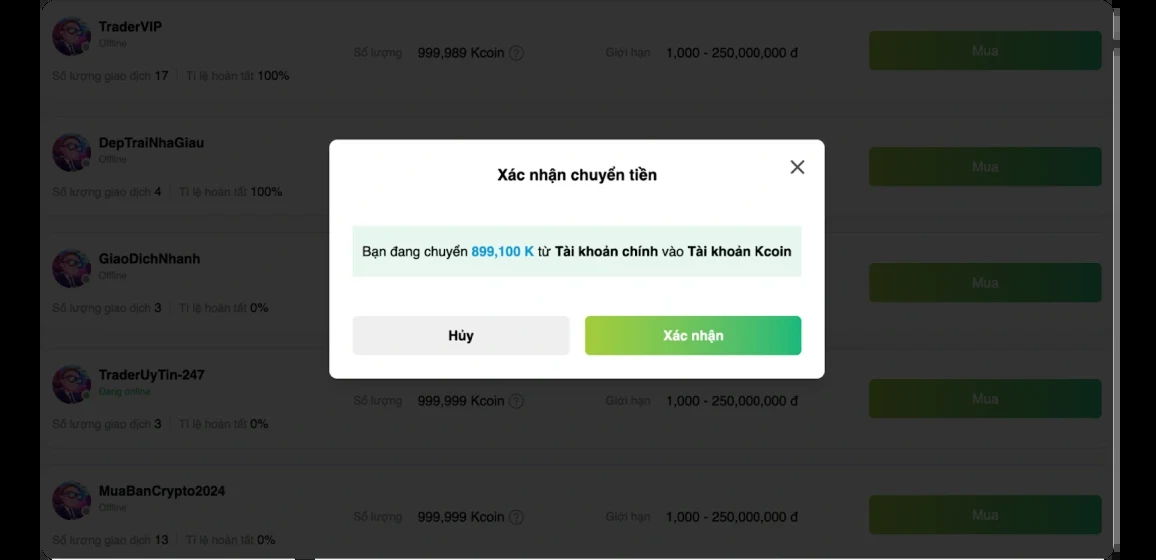 TraderVIP
Offline
Số lượng 999,989 Kcoin ? Giới hạn 1,000 - 250,000,000 đ Mua
Số lượng giao dịch 17 | Tỉ lệ hoàn tất 100%
DepTraiNhaGiau
Offline
Mua
Số lượng giao dịch 4 | Tỉ lệ hoàn tất 100%
Xác nhận chuyển tiền
Bạn đang chuyển 899,100 K từ Tài khoản chính vào Tài khoản Kcoin
Hủy Xác nhận
GiaoDichNhanh
Offline
Mua
Số lượng giao dịch 3 | Tỉ lệ hoàn tất 0%
TraderUyTin-247
Đang online
Số lượng 999,999 Kcoin ? Giới hạn 1,000 - 250,000,000 đ Mua
Số lượng giao dịch 3 | Tỉ lệ hoàn tất 0%
MuaBanCrypto2024
Offline
Số lượng 999,999 Kcoin ? Giới hạn 1,000 - 250,000,000 đ Mua
Số lượng giao dịch 13 | Tỉ lệ hoàn tất 0%